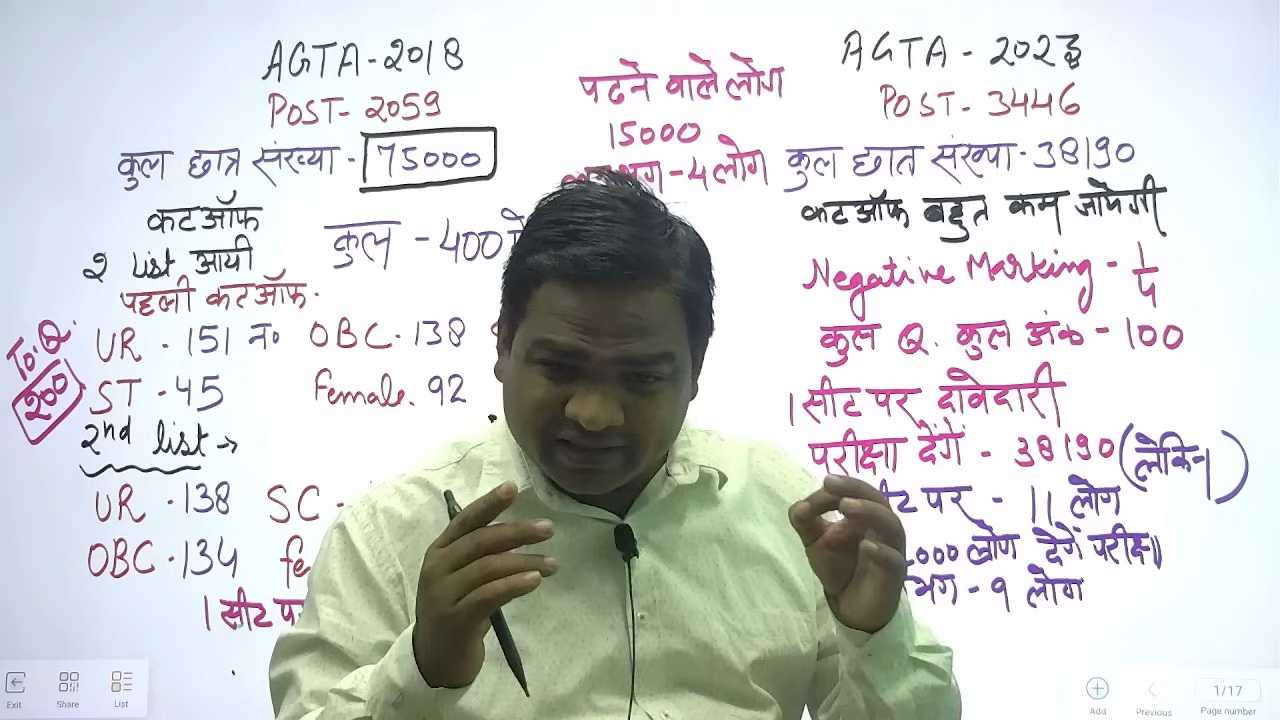 AGTA-2018
POST-2059
कुल छात्र संख्या - 75000
कटऑफ
2 list आयी
पहली कटऑफ.
कुल - 400
To. Q.
200
UR - 151 न० OBC. 138
ST - 45 female. 92
2nd list →
UR - 138 SC -
OBC - 134
1 सीट
पढने वाले लोग
15000
- 4 लोग
AGTA - 2023
POST - 3446
कुल छात संख्या - 38190
कटऑफ बहुत कम जायेगी
Negative Marking - 1/4
कुल Q. कुल अंक - 100
1 सीट पर दावेदारी
परीक्षा देंगें - 38190 (लेकिन)
पर - 11 लोग
लोग देंगें परीक्षा
- 9 लोग
Exit Share List
Add Previous 1/17
Page number